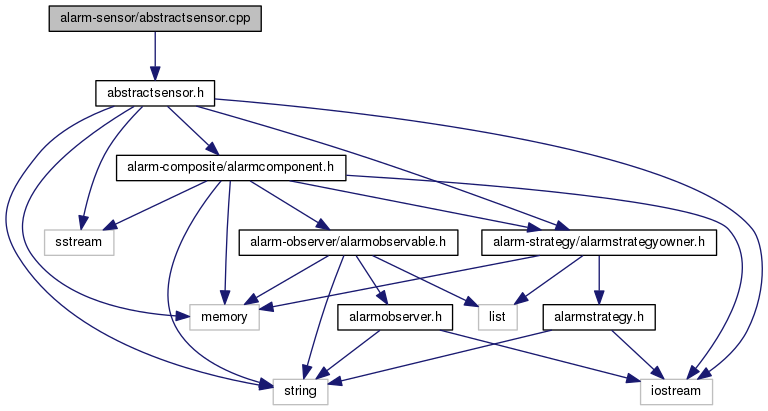 alarm-sensor/abstractsensor.cpp
abstractsensor.h
alarm-composite/alarmcomponent.h
sstream
alarm-observer/alarmobservable.h
alarm-strategy/alarmstrategyowner.h
memory
alarmobserver.h
list
alarmstrategy.h
string
iostream